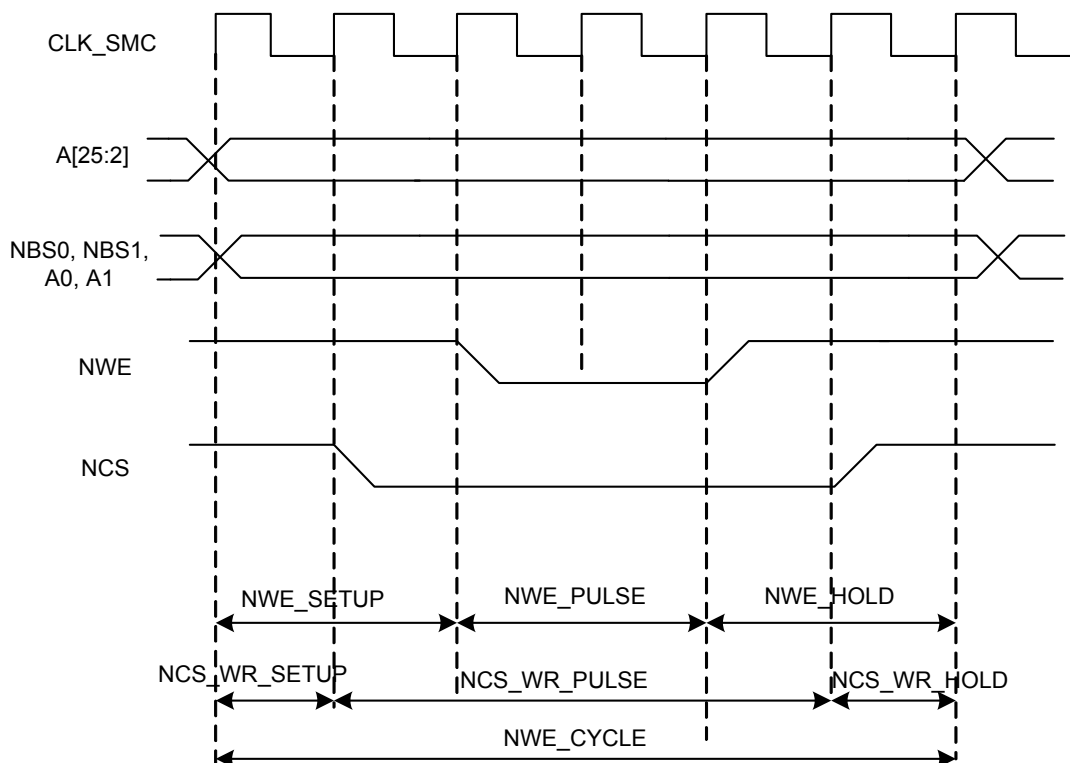 CLK_SMC
A[25:2]
NBS0, NBS1,
A0, A1
NWE
NCS
NWE_SETUP
NWE_PULSE
NWE_HOLD
NCS_WR_SETUP
NCS_WR_PULSE
NCS_WR_HOLD
NWE_CYCLE